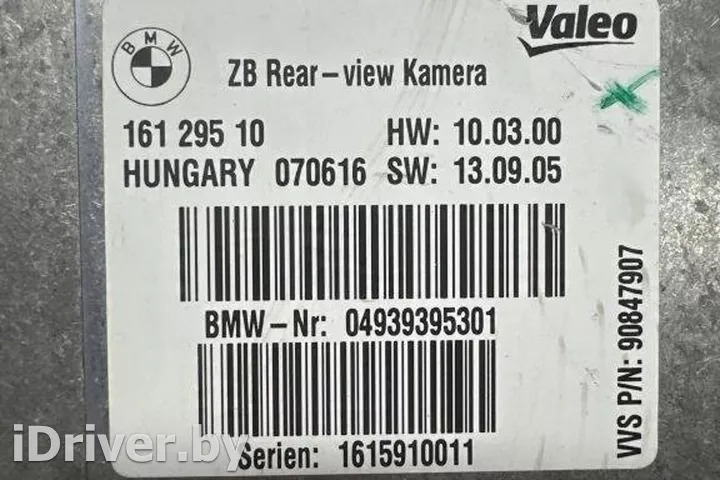 BMW
Valeo
ZB Rear-view Kamera
161 295 10 HW: 10.03.00
HUNGARY 070616 SW: 13.09.05
BMW-Nr: 04939395301
Serien: 1615910011
VVS P/N: 90847907
iDriver.by